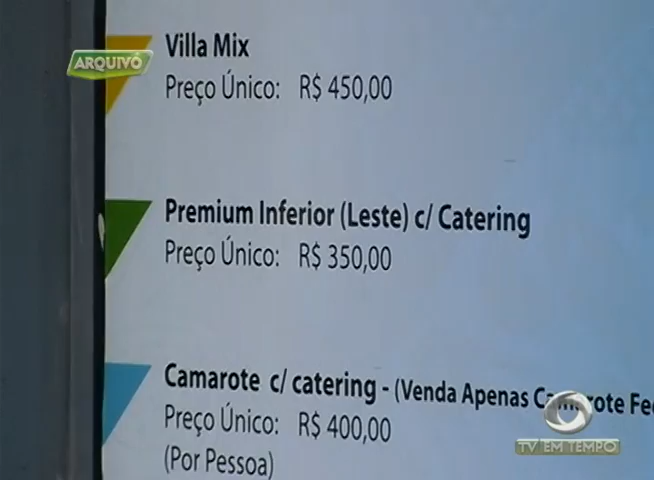 ARQUIVO
Villa Mix
Preço Único: R$ 450,00
Premium Inferior (Leste) c/ Catering
Preço Único: R$ 350,00
Camarote c/ catering - (Venda Apenas Camarote
Preço Único: R$ 400,00
(Por Pessoa)
TV EM TEMPO